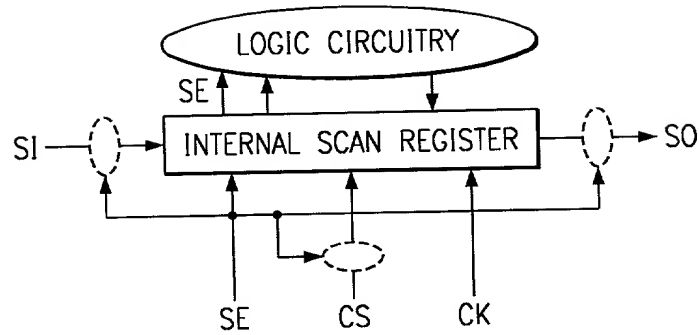 LOGIC CIRCUITRY
SE
SI
INTERNAL SCAN REGISTER
SO
SE
CS
CK